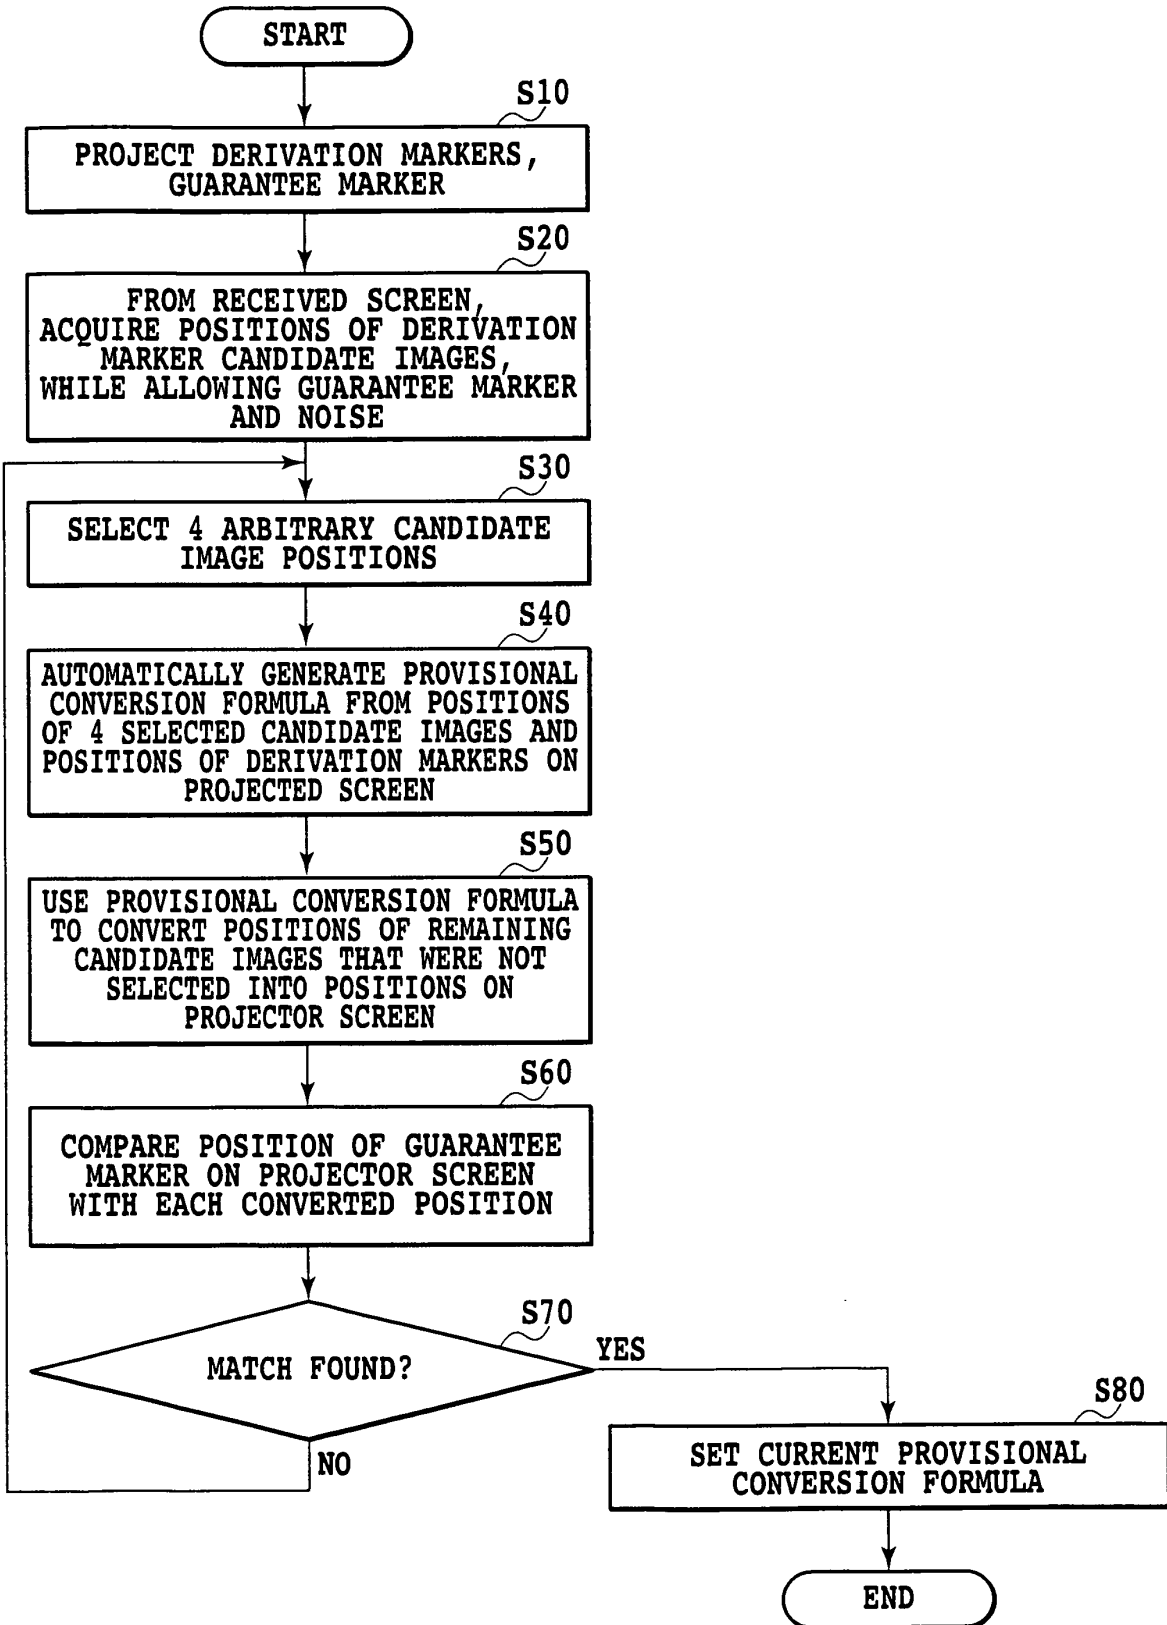 START
S10
PROJECT DERIVATION MARKERS,
GUARANTEE MARKER
S20
FROM RECEIVED SCREEN,
ACQUIRE POSITIONS OF DERIVATION
MARKER CANDIDATE IMAGES,
WHILE ALLOWING GUARANTEE MARKER
AND NOISE
S30
SELECT 4 ARBITRARY CANDIDATE
IMAGE POSITIONS
S40
AUTOMATICALLY GENERATE PROVISIONAL
CONVERSION FORMULA FROM POSITIONS
OF 4 SELECTED CANDIDATE IMAGES AND
POSITIONS OF DERIVATION MARKERS ON
PROJECTED SCREEN
S50
USE PROVISIONAL CONVERSION FORMULA
TO CONVERT POSITIONS OF REMAINING
CANDIDATE IMAGES THAT WERE NOT
SELECTED INTO POSITIONS ON
PROJECTOR SCREEN
S60
COMPARE POSITION OF GUARANTEE
MARKER ON PROJECTOR SCREEN
WITH EACH CONVERTED POSITION
S70
MATCH FOUND?
YES
NO
S80
SET CURRENT PROVISIONAL
CONVERSION FORMULA
END